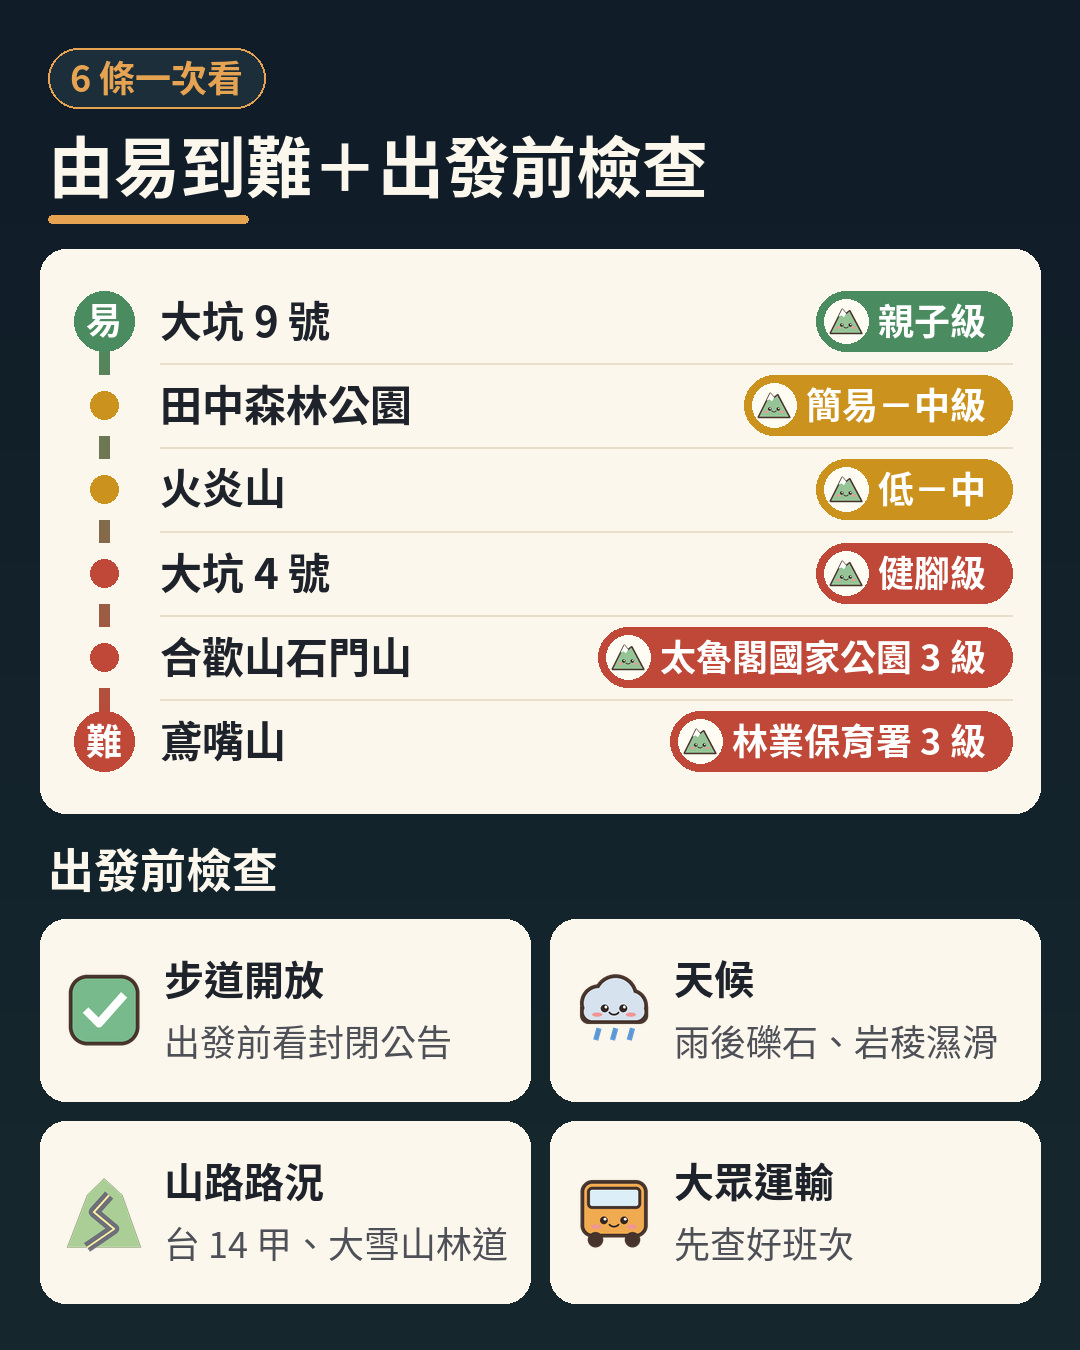 6 條一次看
由易到難＋出發前檢查
易 大坑 9 號 親子級
田中森林公園 簡易－中級
火炎山 低－中
大坑 4 號 健腳級
合歡山石門山 太魯閣國家公園 3 級
難 鳶嘴山 林業保育署 3 級
出發前檢查
步道開放
出發前看封閉公告
天候
雨後礫石、岩稜濕滑
山路路況
台 14 甲、大雪山林道
大眾運輸
先查好班次